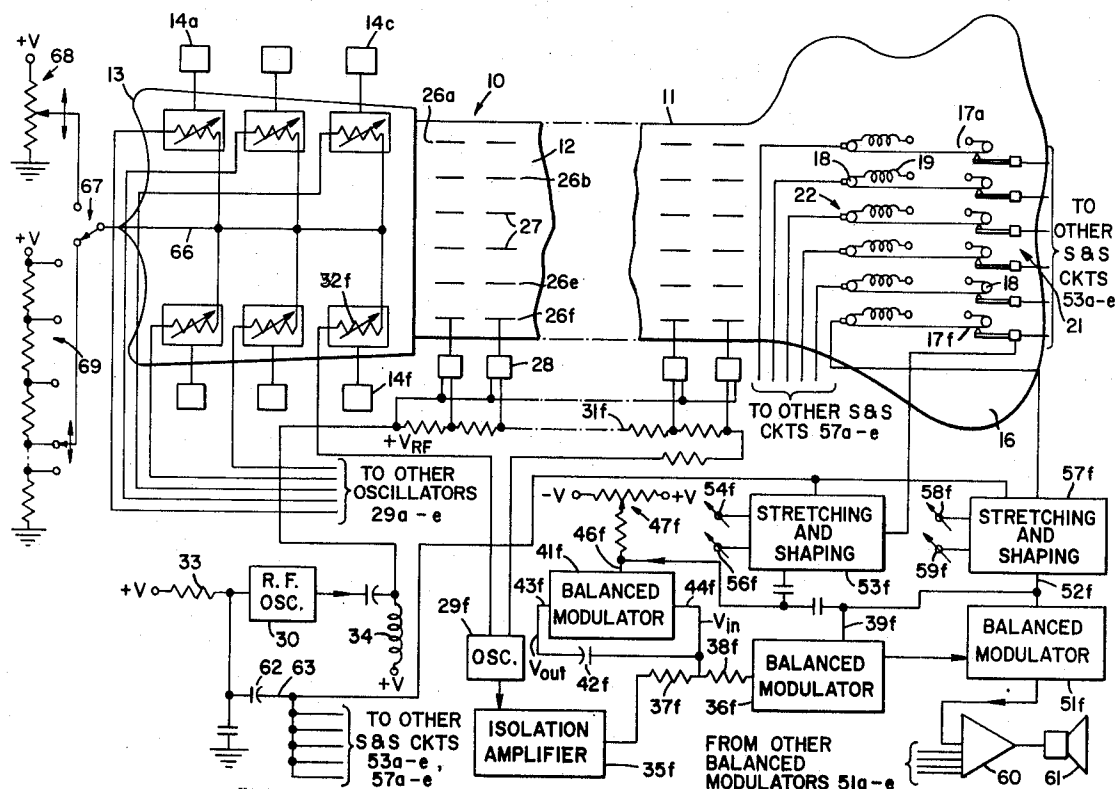 14a
14c
+V
68
13
10
11
17a
26a
12
18
19
26b
22
67
27
TO
OTHER
S & S
CKTS
53a-e
66
+V
26e
18
21
32f
26f
17f
69
28
14f
TO OTHER S & S
CKTS 57a-e
31f
16
+VRF
TO OTHER
OSCILLATORS
29a-e
-V
+V
54f
58f
57f
47f
STRETCHING
AND
SHAPING
STRETCHING
AND
SHAPING
46f
41f
56f
59f
33
+V
R.F.
OSC.
43f
BALANCED
MODULATOR
44f
53f
52f
30
34
29f
Vin
39f
OSC.
Vout
38f
BALANCED
MODULATOR
BALANCED
MODULATOR
62
63
+V
42f
37f
36f
51f
TO OTHER
S & S CKTS
53a-e,
57a-e
ISOLATION
AMPLIFIER
35f
FROM OTHER
BALANCED
MODULATORS 51a-e
60
61